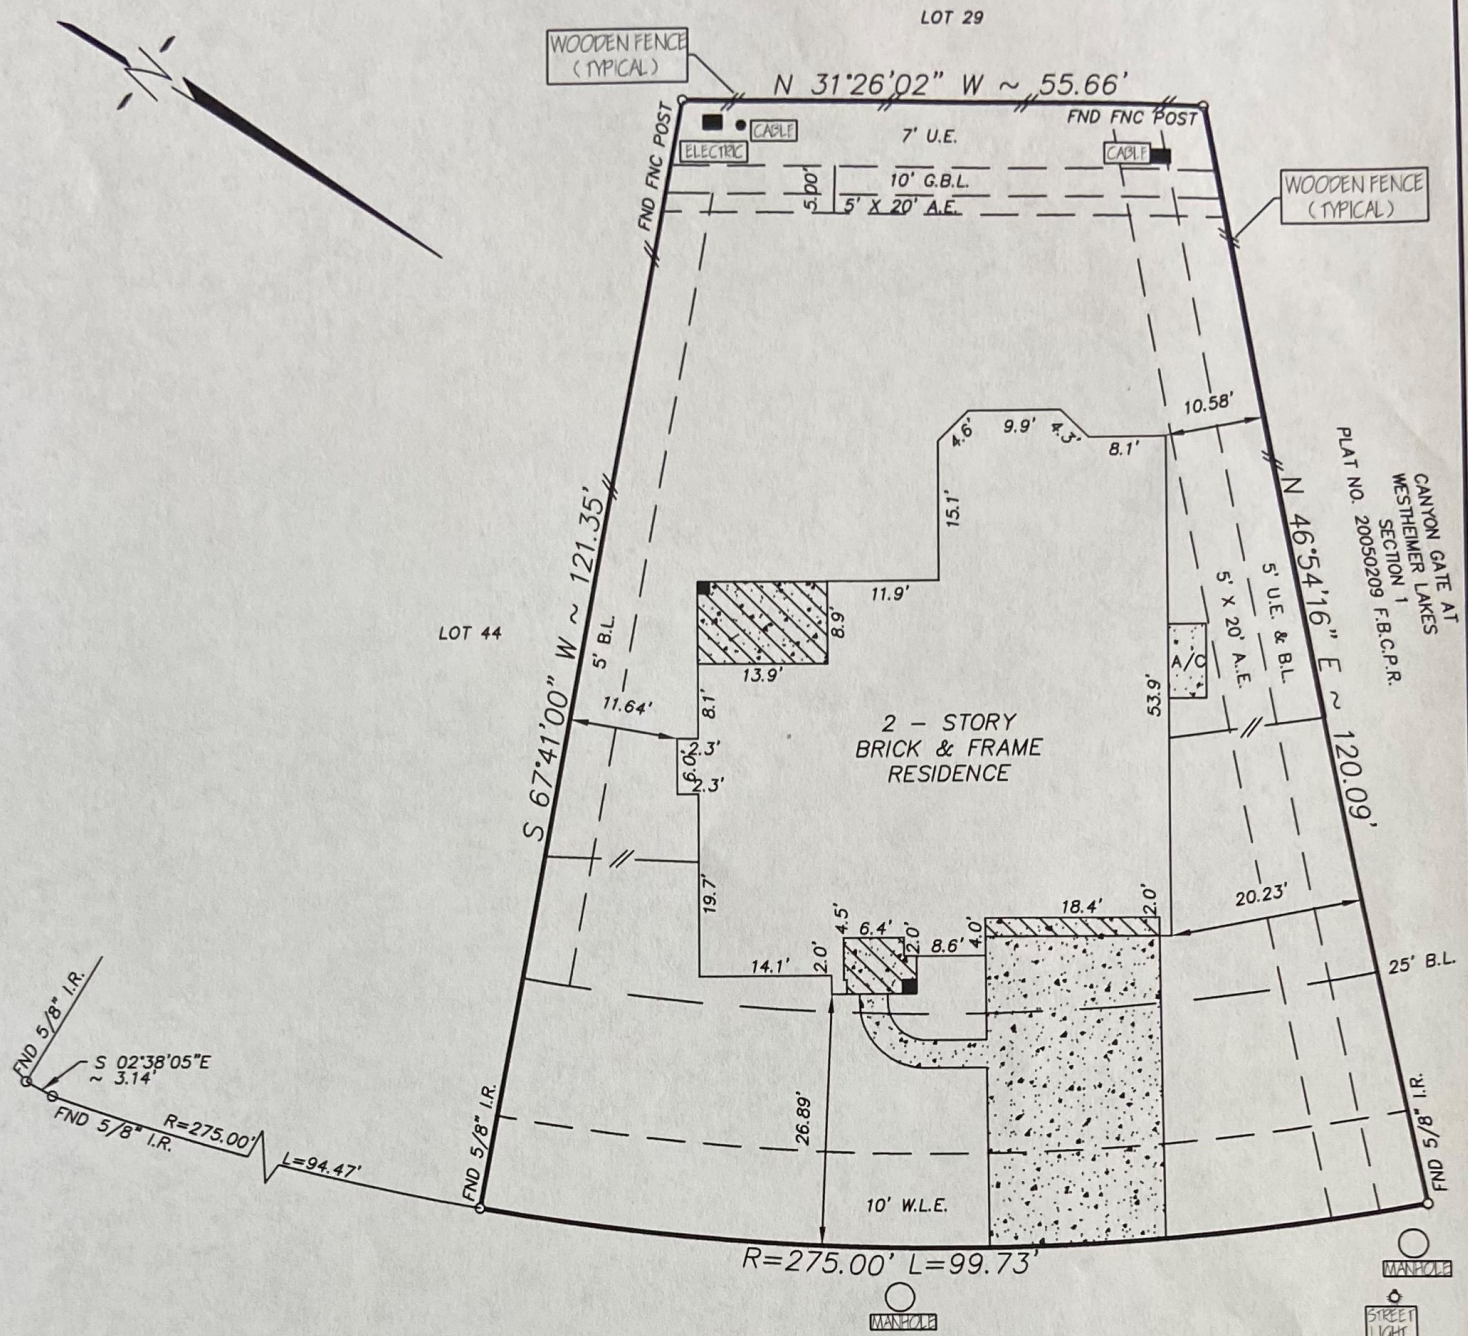 LOT 29
WOODEN FENCE
(TYPICAL)
N 31°26'02" W ~ 55.66'
FND FNC POST
FND FNC POST
CABLE
ELECTRIC
7' U.E.
CABLE
5.00'
10' G.B.L.
5' X 20' A.E.
WOODEN FENCE
(TYPICAL)
10.58'
4.6'
9.9'
4.3'
8.1'
15.1'
N 46°54'16" E ~ 120.09'
CANYON GATE AT
WESTHEIMER LAKES
SECTION 1
PLAT NO. 20050209 F.B.C.P.R.
S 67°41'00" W ~ 121.35'
11.9'
8.9'
13.9'
LOT 44
5' B.L.
5' U.E. & B.L.
5' X 20' A.E.
A/C
53.9'
8.1'
11.64'
2 - STORY
BRICK & FRAME
RESIDENCE
2.3'
6.0'
2.3'
19.7'
18.4'
2.0'
20.23'
4.5'
6.4'
2.0'
8.6'
4.0'
14.1'
2.0'
25' B.L.
FND 5/8" I.R.
S 02°38'05"E
~ 3.14'
FND 5/8" I.R.
R=275.00'
L=94.47'
FND 5/8" I.R.
26.89'
10' W.L.E.
FND 5/8" I.R.
R=275.00' L=99.73'
MANHOLE
MANHOLE
STREET
LIGHT